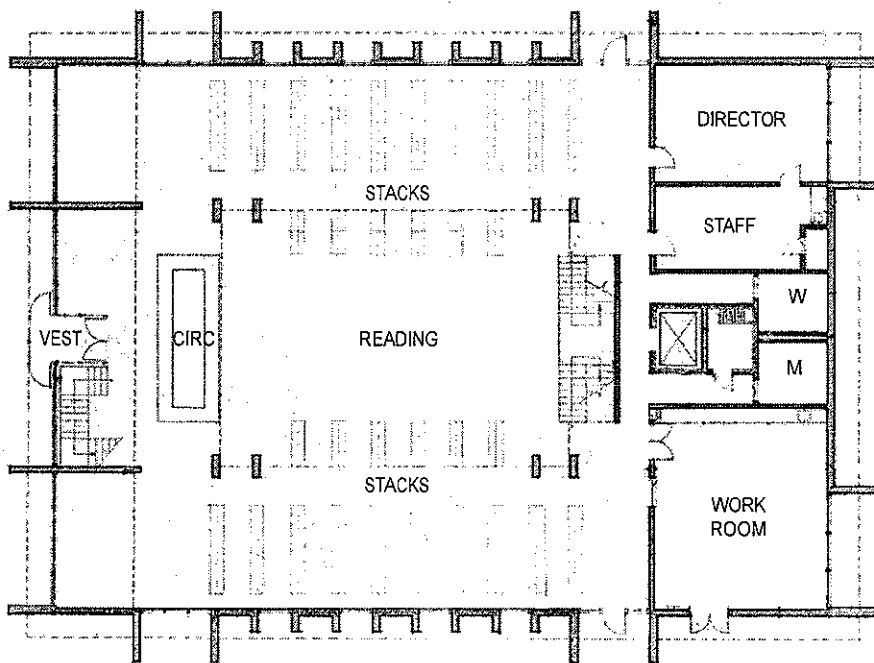 DIRECTOR
STACKS
STAFF
W
VEST
CIRC
READING
M
STACKS
WORK
ROOM